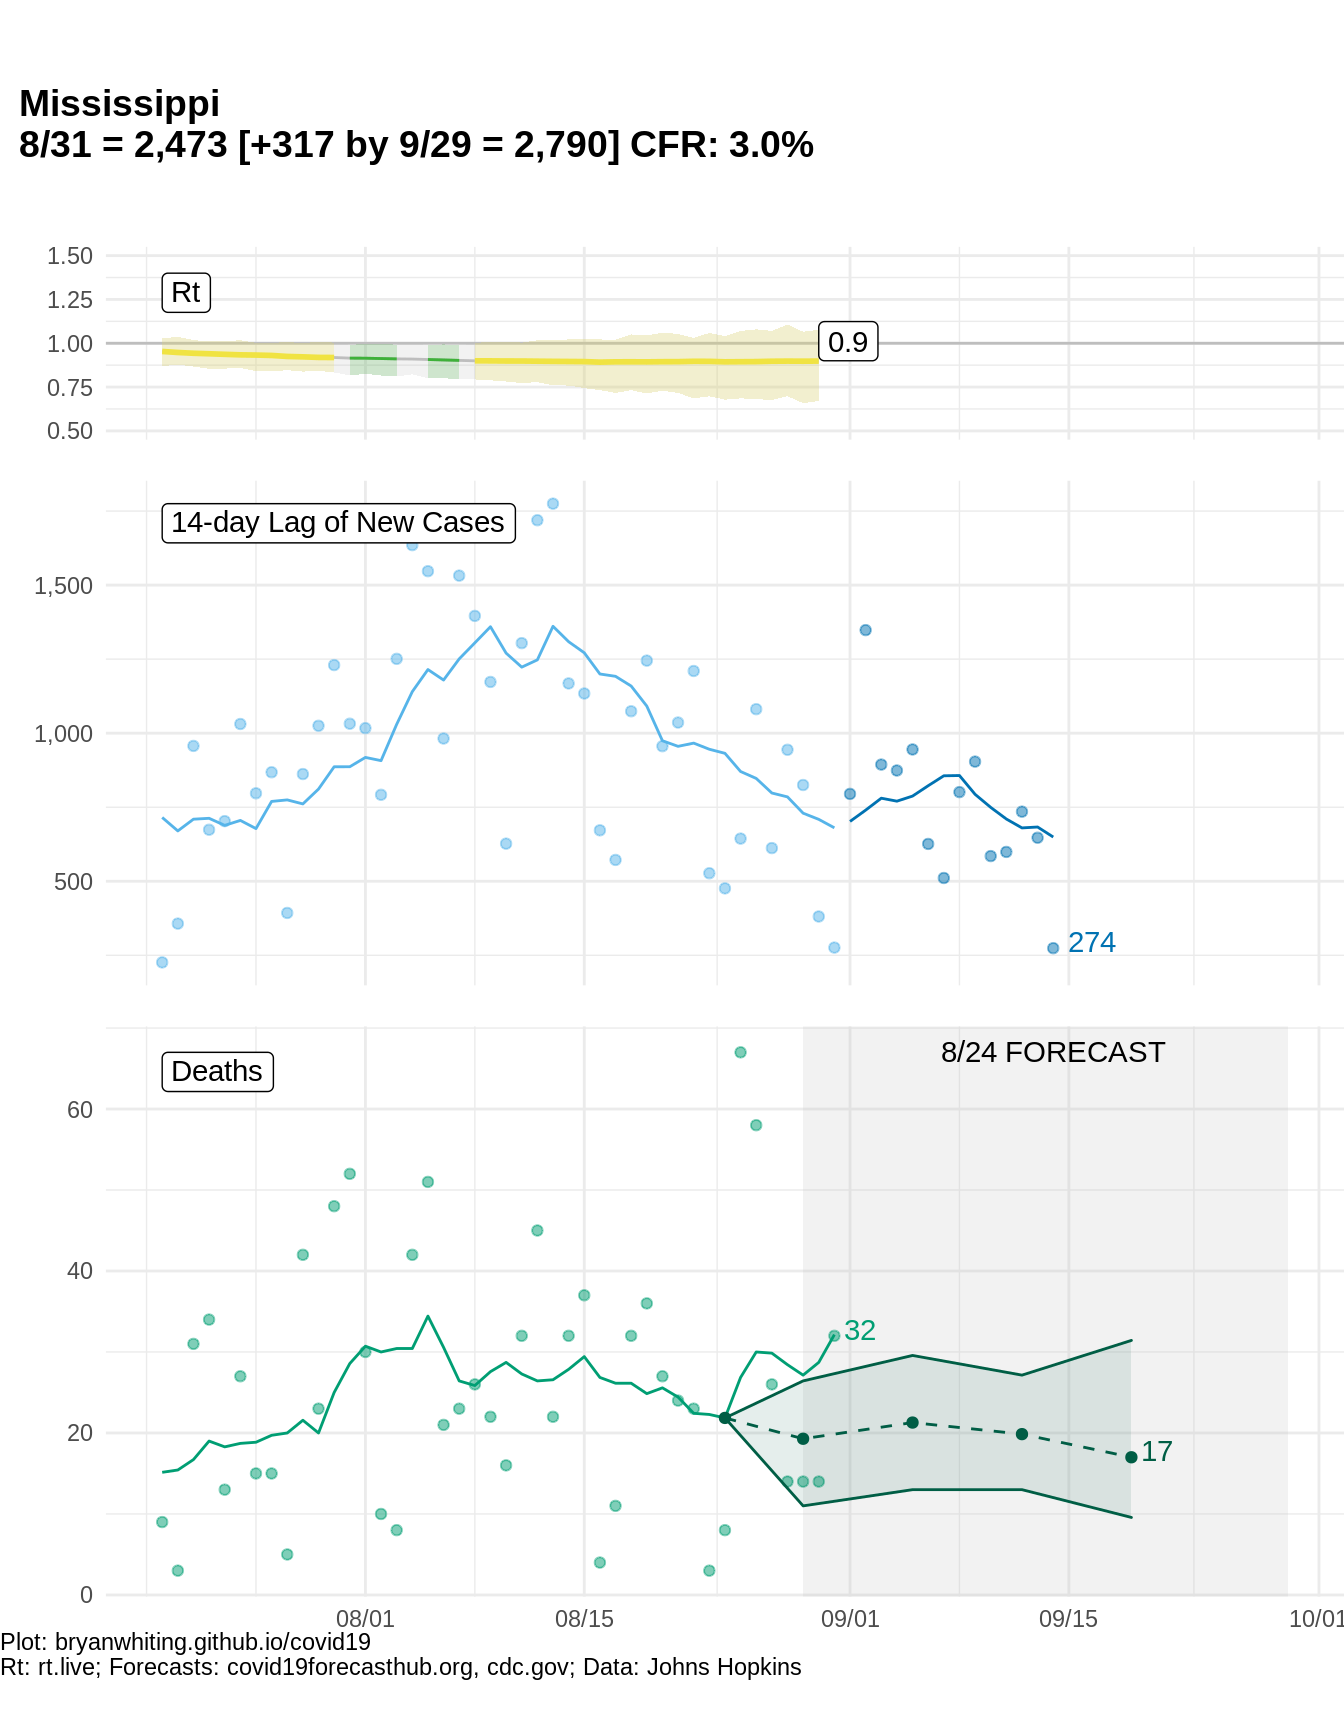 Mississippi
8/31 = 2,473 [+317 by 9/29 = 2,790] CFR: 3.0%
1.50
1.25
1.00
0.75
0.50
Rt
0.9
14-day Lag of New Cases
1,500
1,000
500
274
Deaths
8/24 FORECAST
60
40
20
0
32
17
08/01
08/15
09/01
09/15
10/01
Plot: bryanwhiting.github.io/covid19
Rt: rt.live; Forecasts: covid19forecasthub.org, cdc.gov; Data: Johns Hopkins